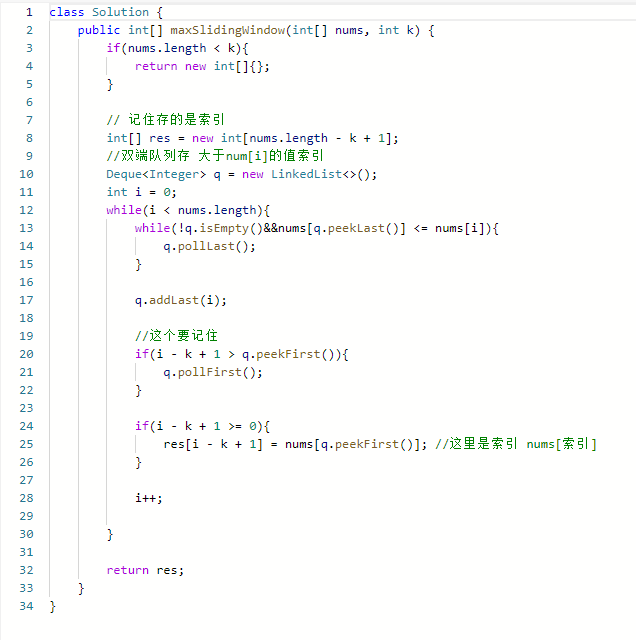 1 class Solution {
2     public int[] maxSlidingWindow(int[] nums, int k) {
3         if(nums.length < k){
4             return new int[]{};
5         }
6
7         // 记住存的是索引
8         int[] res = new int[nums.length - k + 1];
9         //双端队列存 大于num[i]的值索引
10         Deque<Integer> q = new LinkedList<>();
11         int i = 0;
12         while(i < nums.length){
13             while(!q.isEmpty()&&nums[q.peekLast()] <= nums[i]){
14                 q.pollLast();
15             }
16
17             q.addLast(i);
18
19             //这个要记住
20             if(i - k + 1 > q.peekFirst()){
21                 q.pollFirst();
22             }
23
24             if(i - k + 1 >= 0){
25                 res[i - k + 1] = nums[q.peekFirst()]; //这里是索引 nums[索引]
26             }
27
28             i++;
29
30         }
31
32         return res;
33     }
34 }